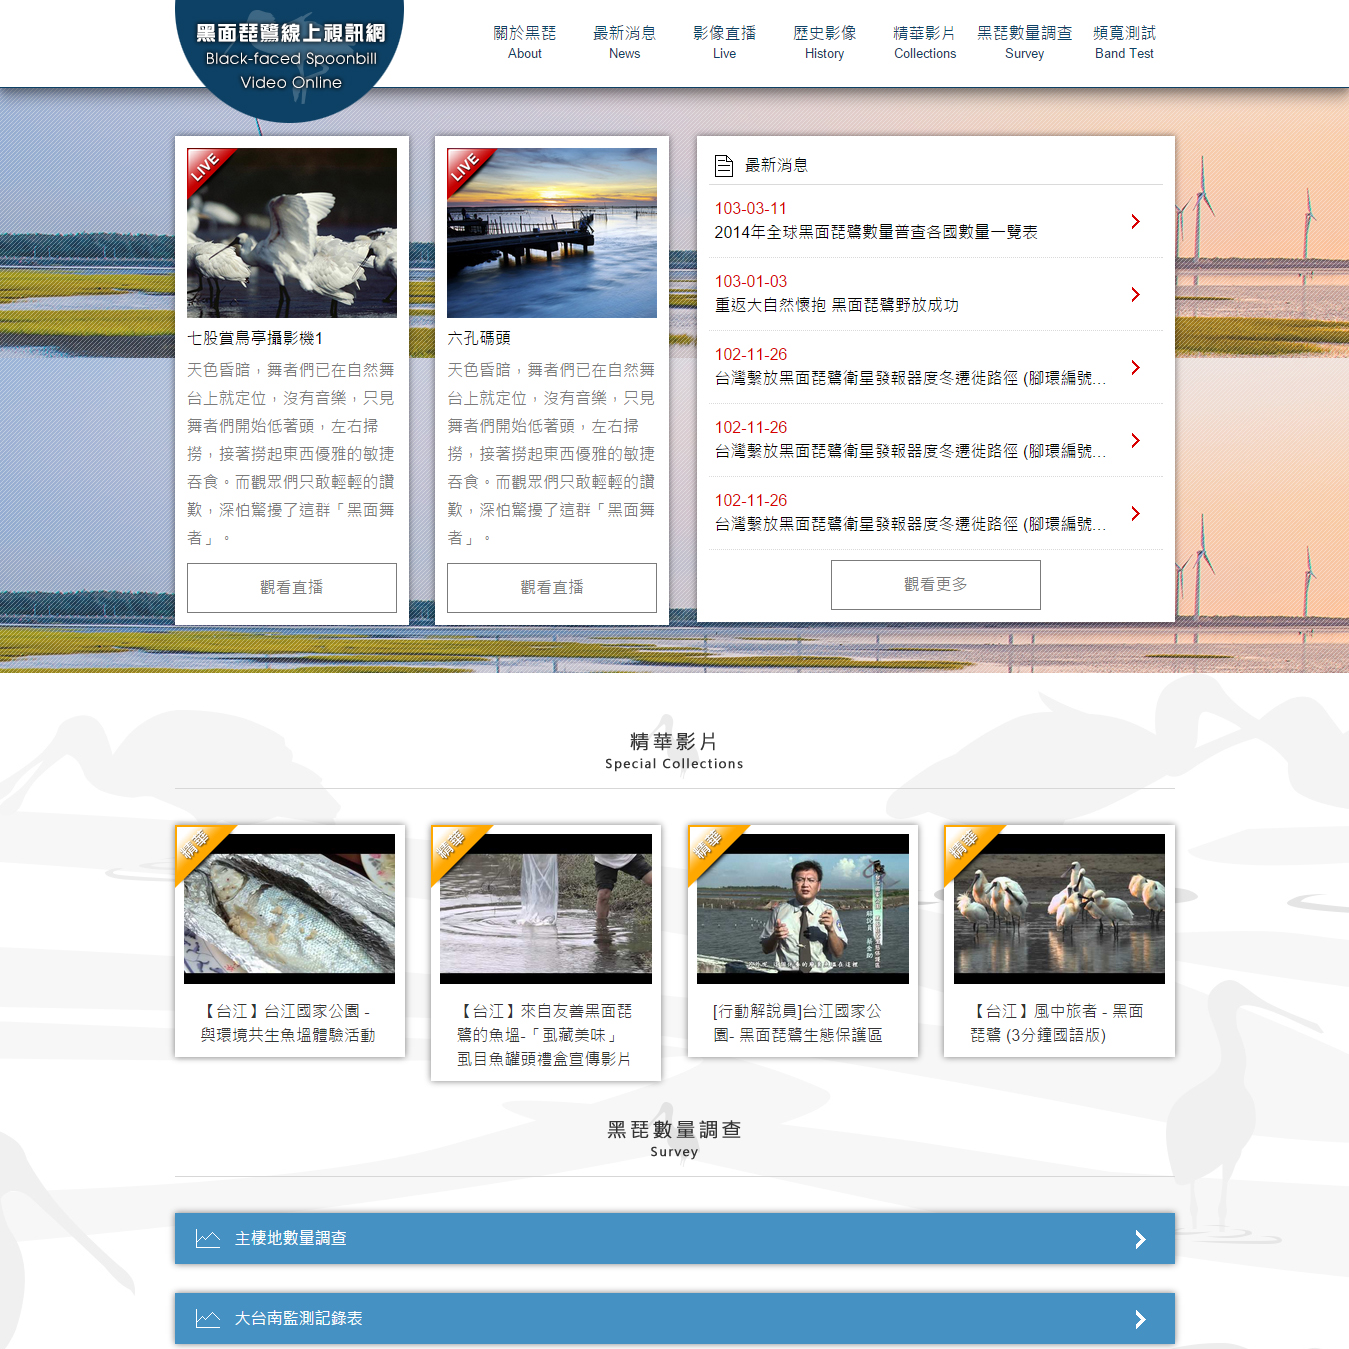 黑面琵鷺線上視訊網
Black-faced Spoonbill
Video Online
關於黑琵
About
最新消息
News
影像直播
Live
歷史影像
History
精華影片
Collections
黑琵數量調查
Survey
頻寬測試
Band Test
LIVE
七股賞鳥亭攝影機1
天色昏暗，舞者們已在自然舞
台上就定位，沒有音樂，只見
舞者們開始低著頭，左右掃
撈，接著撈起東西優雅的敏捷
吞食。而觀眾們只敢輕輕的讚
歎，深怕驚擾了這群「黑面舞
者」。
觀看直播
LIVE
六孔碼頭
天色昏暗，舞者們已在自然舞
台上就定位，沒有音樂，只見
舞者們開始低著頭，左右掃
撈，接著撈起東西優雅的敏捷
吞食。而觀眾們只敢輕輕的讚
歎，深怕驚擾了這群「黑面舞
者」。
觀看直播
最新消息
103-03-11
2014年全球黑面琵鷺數量普查各國數量一覽表
103-01-03
重返大自然懷抱 黑面琵鷺野放成功
102-11-26
台灣繫放黑面琵鷺衛星發報器度冬遷徙路徑 (腳環編號...
102-11-26
台灣繫放黑面琵鷺衛星發報器度冬遷徙路徑 (腳環編號...
102-11-26
台灣繫放黑面琵鷺衛星發報器度冬遷徙路徑 (腳環編號...
觀看更多
精華影片
Special Collections
精華
【台江】台江國家公園 -
與環境共生魚塭體驗活動
精華
【台江】來自友善黑面琵
鷺的魚塭-「虱藏美味」
虱目魚罐頭禮盒宣傳影片
精華
[行動解說員]台江國家公
園- 黑面琵鷺生態保護區
精華
【台江】風中旅者 - 黑面
琵鷺 (3分鐘國語版)
黑琵數量調查
Survey
主棲地數量調查
大台南監測記錄表